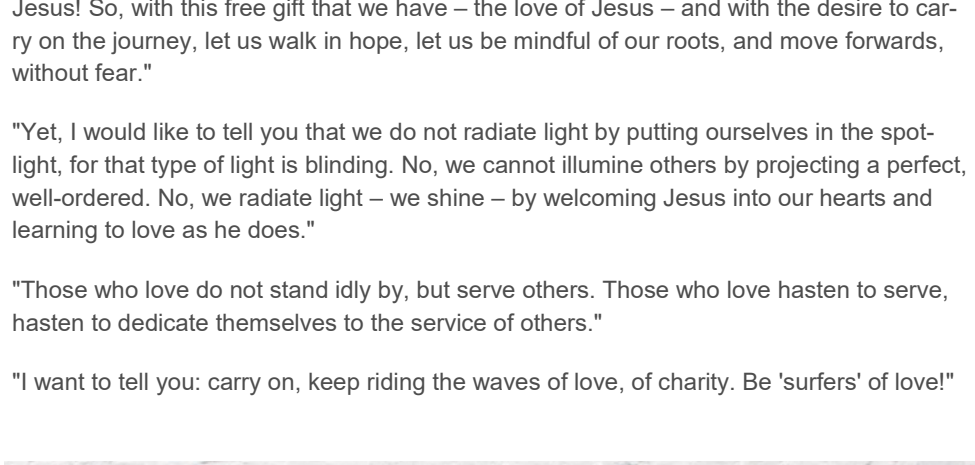 Jesus! So, with this free gift that we have – the love of Jesus – and with the desire to car-
ry on the journey, let us walk in hope, let us be mindful of our roots, and move forwards,
without fear."
"Yet, I would like to tell you that we do not radiate light by putting ourselves in the spot-
light, for that type of light is blinding. No, we cannot illumine others by projecting a perfect,
well-ordered. No, we radiate light – we shine – by welcoming Jesus into our hearts and
learning to love as he does."
"Those who love do not stand idly by, but serve others. Those who love hasten to serve,
hasten to dedicate themselves to the service of others."
"I want to tell you: carry on, keep riding the waves of love, of charity. Be 'surfers' of love!"